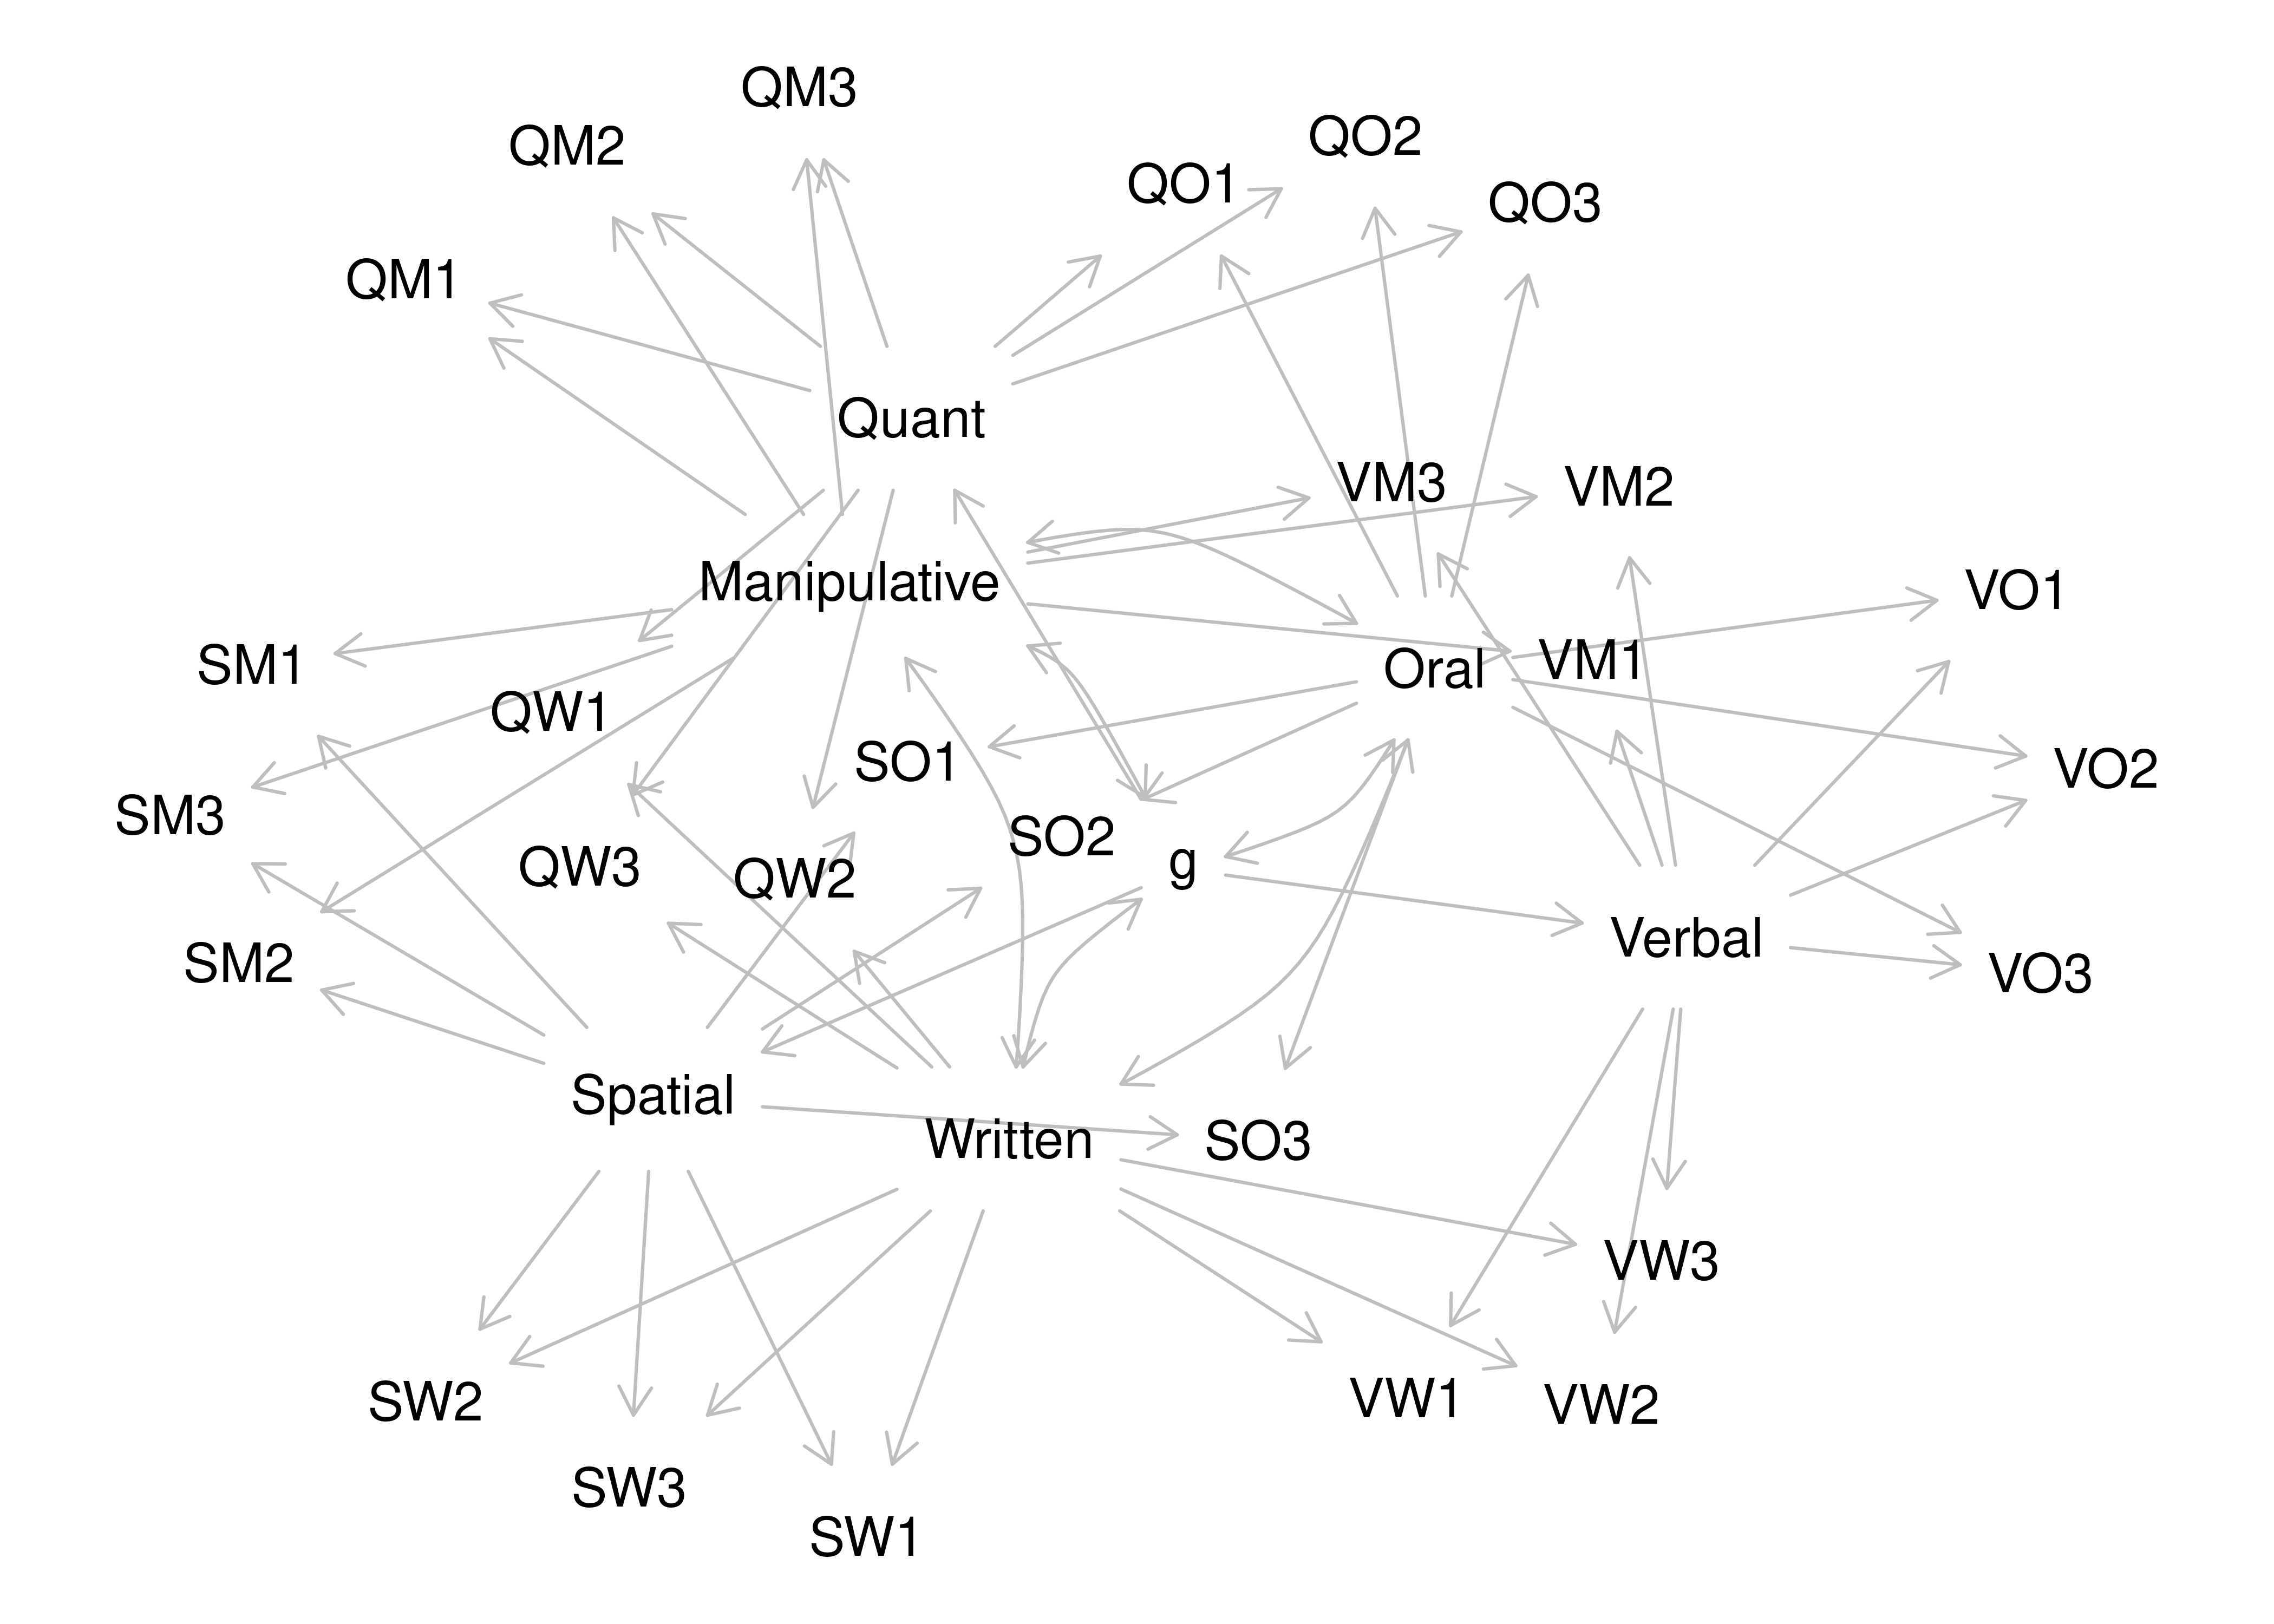 QM3
QM2
QO2
QO1
QO3
QM1
Quant
VM3
VM2
Manipulative
VO1
SM1
VM1
Oral
QW1
SO1
VO2
SM3
SO2
g
QW3
QW2
Verbal
SM2
VO3
Spatial
Written
SO3
VW3
SW2
VW1
VW2
SW3
SW1